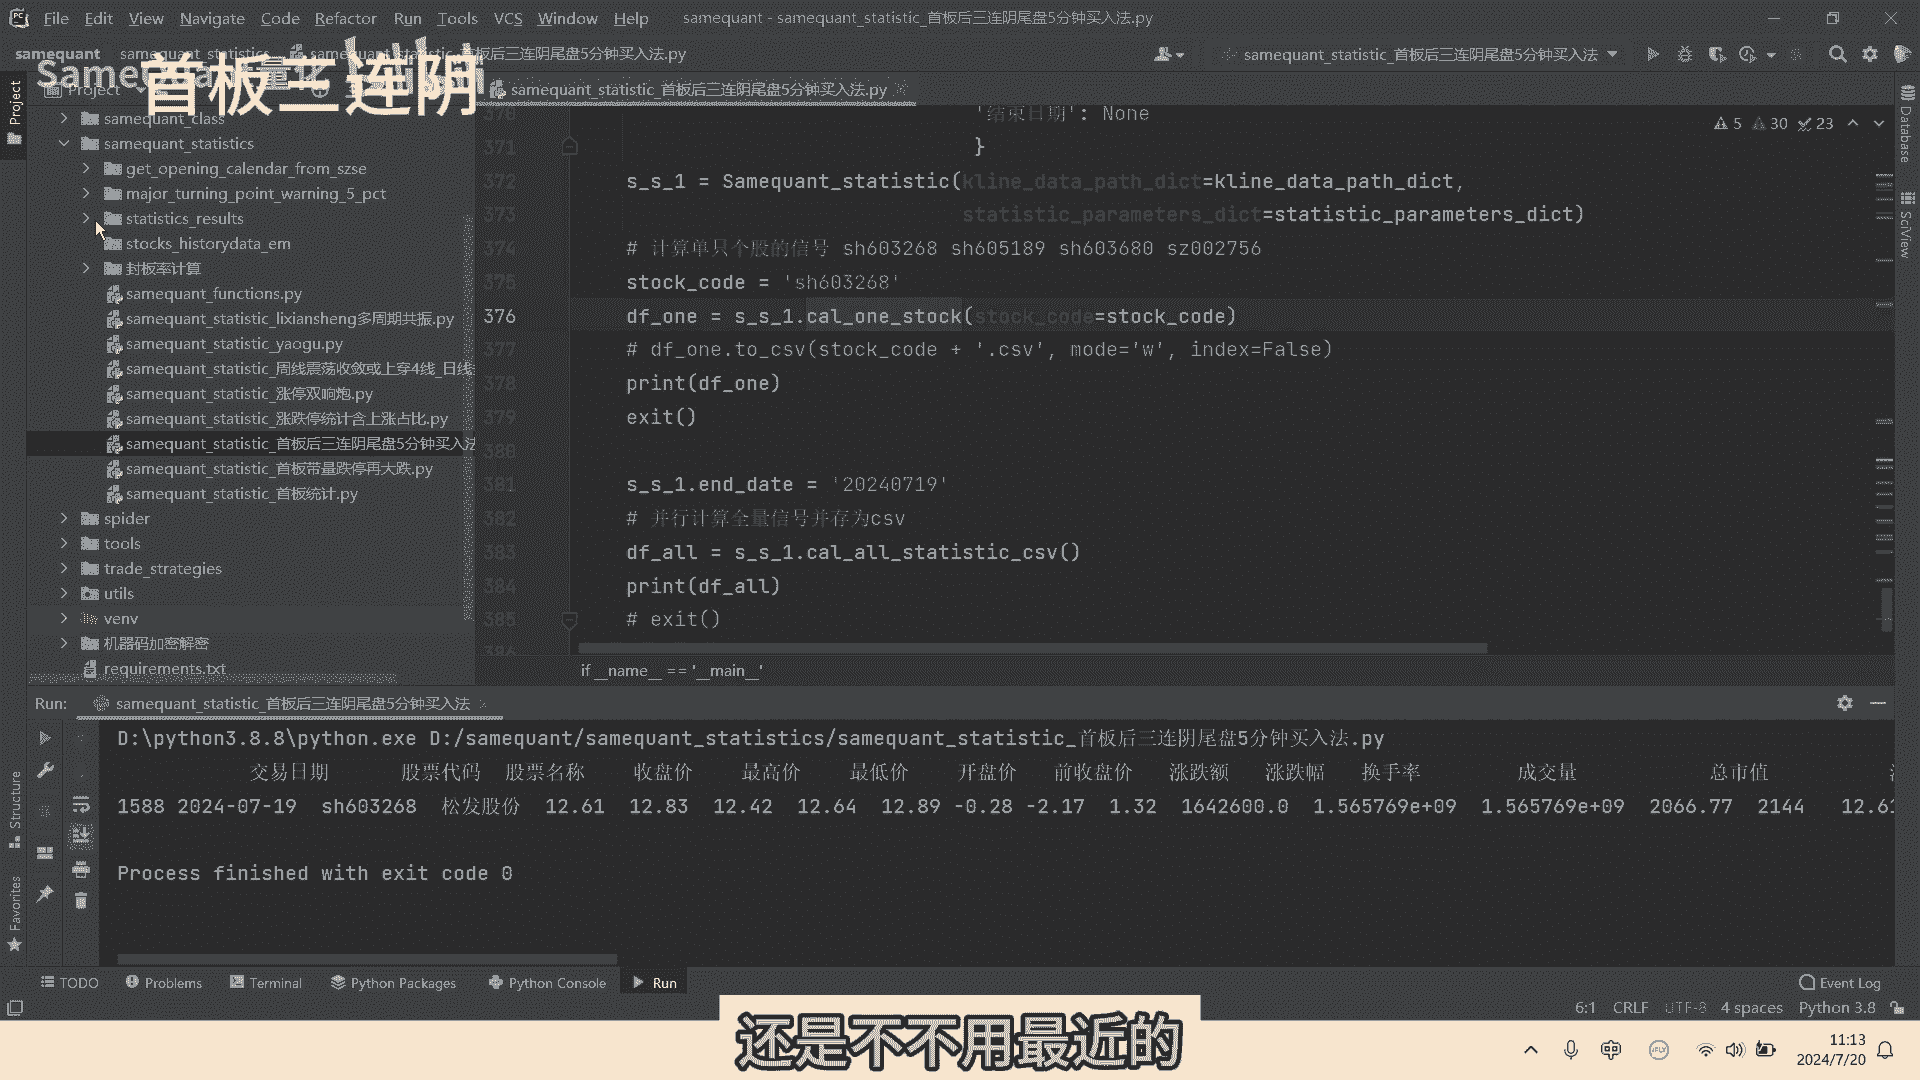 File Edit View Navigate Code Refactor Run Tools VCS Window Help samequant - samequant_statistic_首板后三连阴尾盘5分钟买入法.py
samequant samequant_statistics samequant_statistic_首板后三连阴尾盘5分钟买入法.py
samequant_statistic_首板后三连阴尾盘5分钟买入法
首板三连阴
Project
samequant_statistic_首板后三连阴尾盘5分钟买入法.py
Project
samequant_class
samequant_statistics
get_opening_calendar_from_szse
major_turning_point_warning_5_pct
statistics_results
stocks_historydata_em
封板率计算
samequant_functions.py
samequant_statistic_lixiansheng多周期共振.py
samequant_statistic_yaogu.py
samequant_statistic_周线震荡收敛或上穿4线_日线
samequant_statistic_涨停双响炮.py
samequant_statistic_涨跌停统计含上涨占比.py
samequant_statistic_首板后三连阴尾盘5分钟买入法
samequant_statistic_首板带量跌停再大跌.py
samequant_statistic_首板统计.py
spider
tools
trade_strategies
utils
venv
机器码加密解密
requirements.txt
5 30 23
370 '结束日期': None
371 }
372 s_s_1 = Samequant_statistic(kline_data_path_dict=kline_data_path_dict,
373 statistic_parameters_dict=statistic_parameters_dict)
374 # 计算单只个股的信号 sh603268 sh605189 sh603680 sz002756
375 stock_code = 'sh603268'
376 df_one = s_s_1.cal_one_stock(stock_code=stock_code)
377 # df_one.to_csv(stock_code + '.csv', mode='w', index=False)
378 print(df_one)
379 exit()
380
381 s_s_1.end_date = '20240719'
382 # 并行计算全量信号并存为csv
383 df_all = s_s_1.cal_all_statistic_csv()
384 print(df_all)
385 # exit()
386
if __name__ == '__main__'
Database
SciView
Run: samequant_statistic_首板后三连阴尾盘5分钟买入法
D:\python3.8.8\python.exe D:/samequant/samequant_statistics/samequant_statistic_首板后三连阴尾盘5分钟买入法.py
交易日期 股票代码 股票名称 收盘价 最高价 最低价 开盘价 前收盘价 涨跌额 涨跌幅 换手率 成交量 总市值
1588 2024-07-19 sh603268 松发股份 12.61 12.83 12.42 12.64 12.89 -0.28 -2.17 1.32 1642600.0 1.565769e+09 1.565769e+09 2066.77 2144 12.61
Process finished with exit code 0
Structure
Favorites
TODO Problems Terminal Python Packages Python Console Run Event Log
6:1 CRLF UTF-8 4 spaces Python 3.8
还是不不用最近的
11:13
2024/7/20